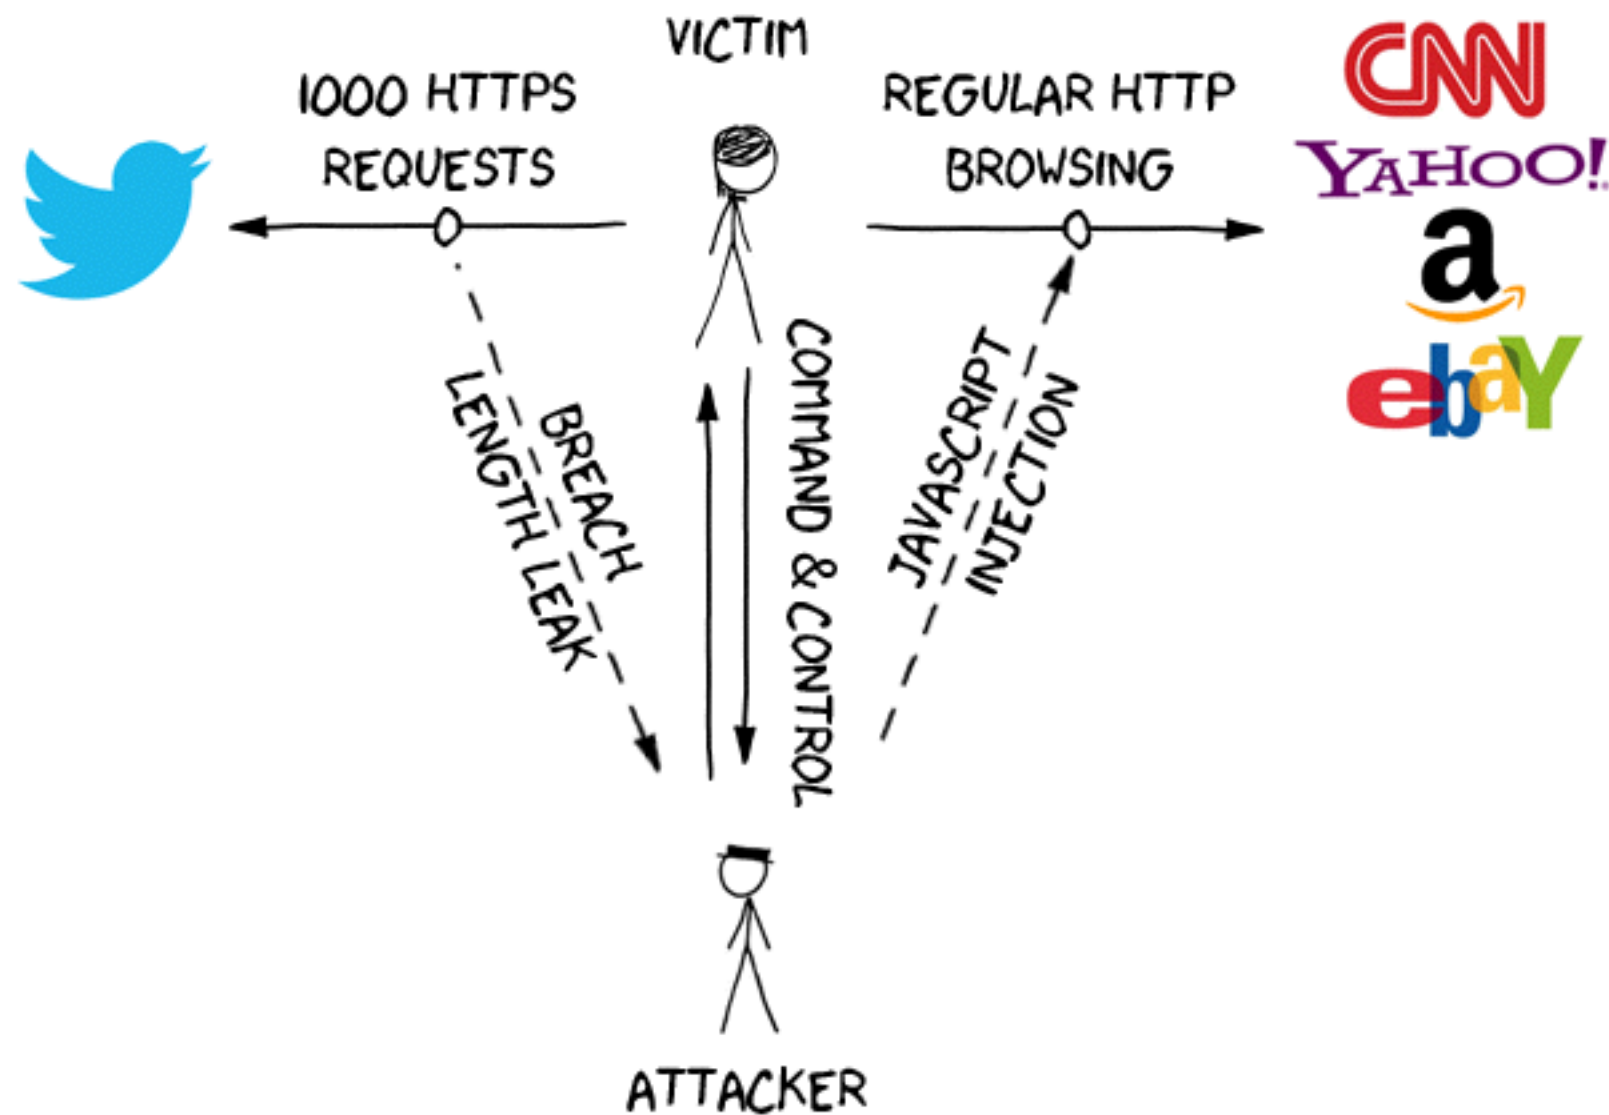 VICTIM
1000 HTTPS
REQUESTS
REGULAR HTTP
BROWSING
CNN
YAHOO!
a
ebaY
BREACH
LENGTH LEAK
COMMAND & CONTROL
JAVASCRIPT
INJECTION
ATTACKER